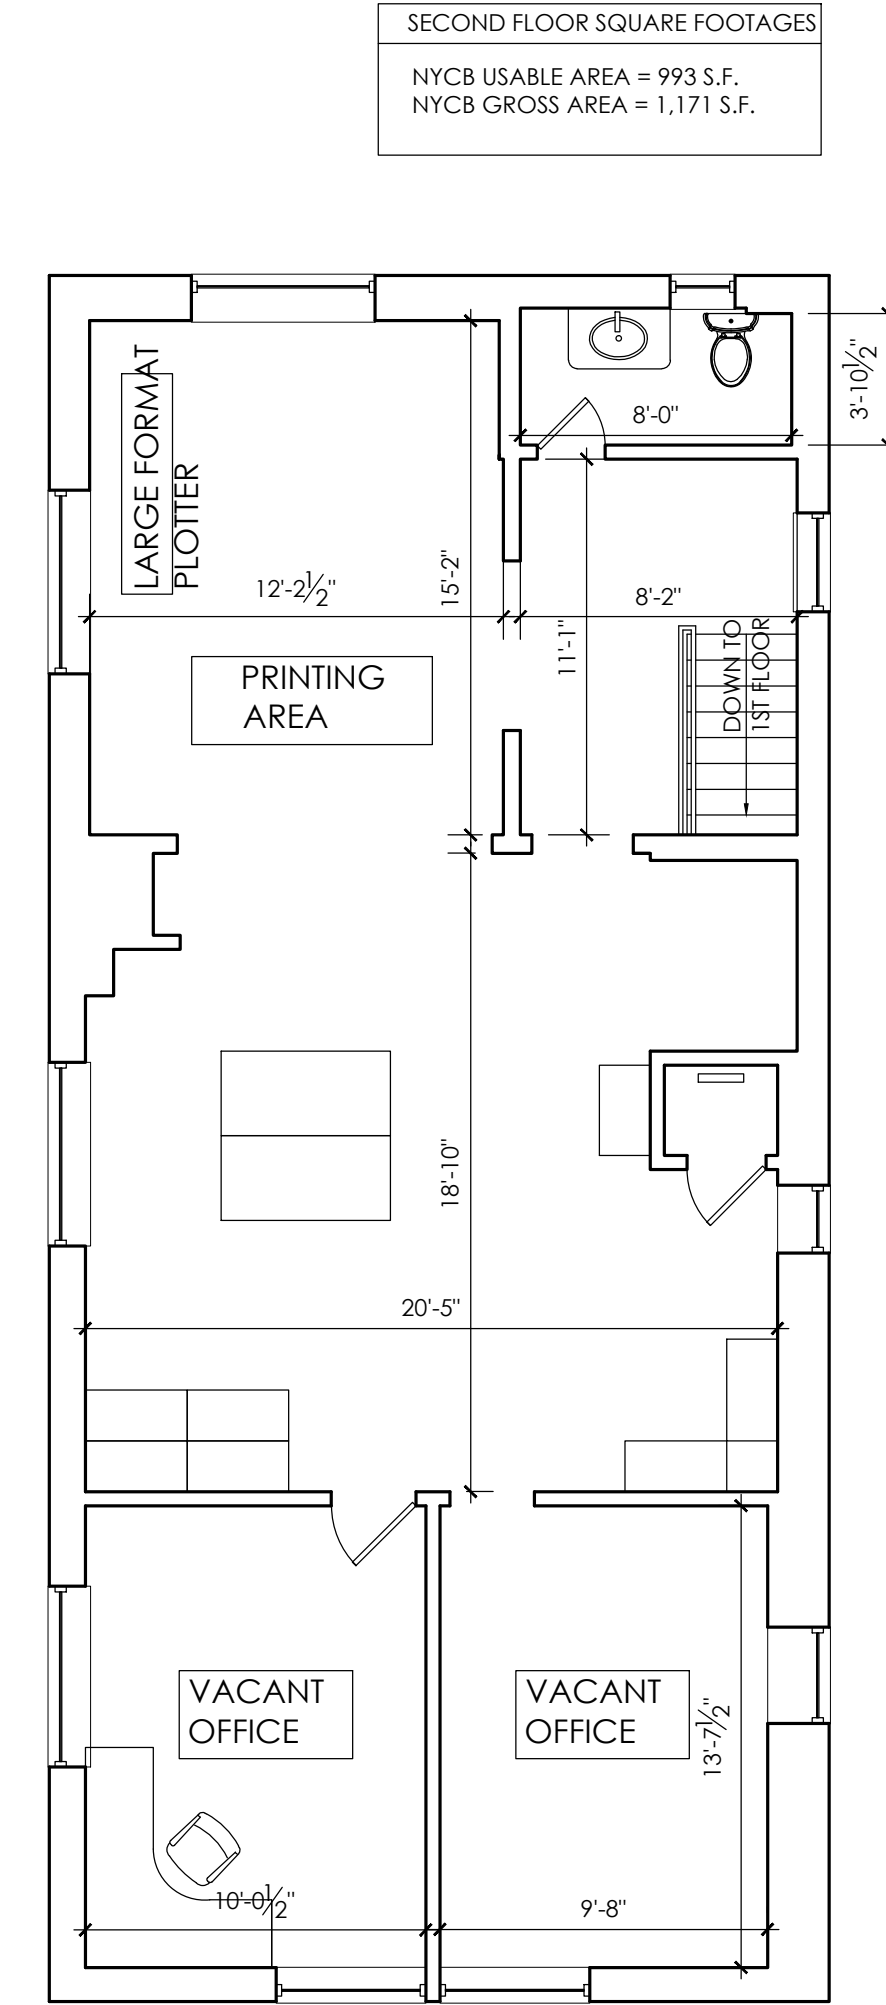 SECOND FLOOR SQUARE FOOTAGES
NYCB USABLE AREA = 993 S.F.
NYCB GROSS AREA = 1,171 S.F.
LARGE FORMAT
PLOTTER
8'-0"
3'-10½"
12'-2½"
15'-2"
8'-2"
11'-1"
DOWN TO
1ST FLOOR
PRINTING
AREA
18'-10"
20'-5"
VACANT
OFFICE
VACANT
OFFICE
13'-7½"
10'-0½"
9'-8"